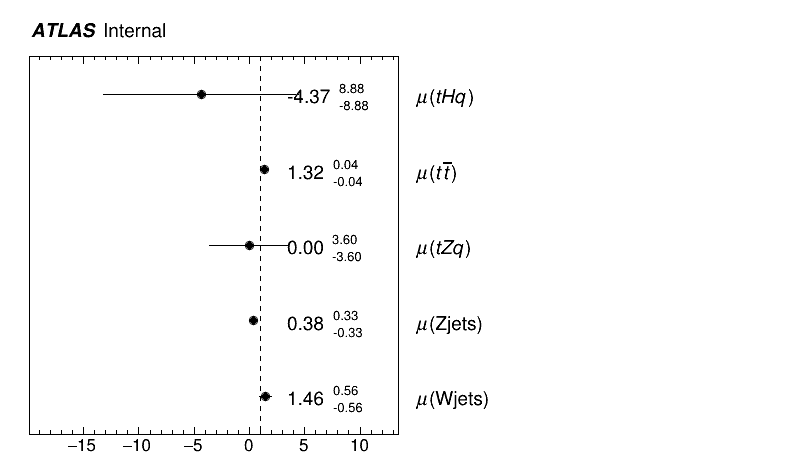 ATLAS Internal
-4.37 8.88 -8.88 μ(tHq)
1.32 0.04 -0.04 μ(tt̅)
0.00 3.60 -3.60 μ(tZq)
0.38 0.33 -0.33 μ(Zjets)
1.46 0.56 -0.56 μ(Wjets)
−15 −10 −5 0 5 10